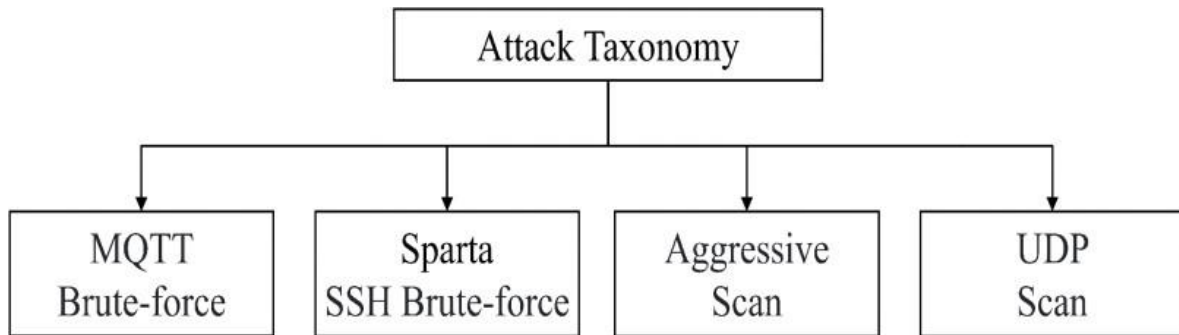 Attack Taxonomy
MQTT
Brute-force
Sparta
SSH Brute-force
Aggressive
Scan
UDP
Scan